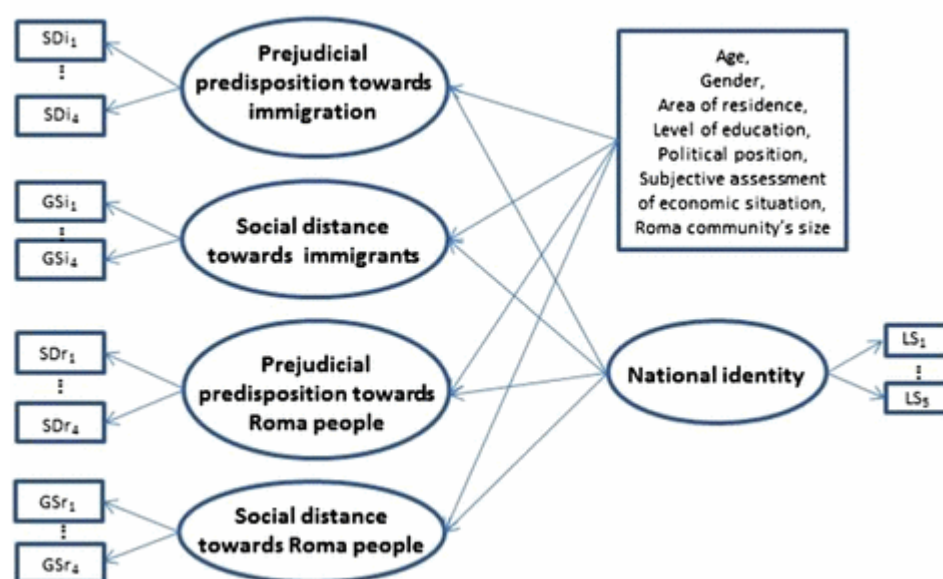 SDi₁
⋮
SDi₄
Prejudicial
predisposition towards
immigration
GSi₁
⋮
GSi₄
Social distance
towards immigrants
SDr₁
⋮
SDr₄
Prejudicial
predisposition towards
Roma people
GSr₁
⋮
GSr₄
Social distance
towards Roma people
Age,
Gender,
Area of residence,
Level of education,
Political position,
Subjective assessment
of economic situation,
Roma community's size
National identity
LS₁
⋮
LS₅